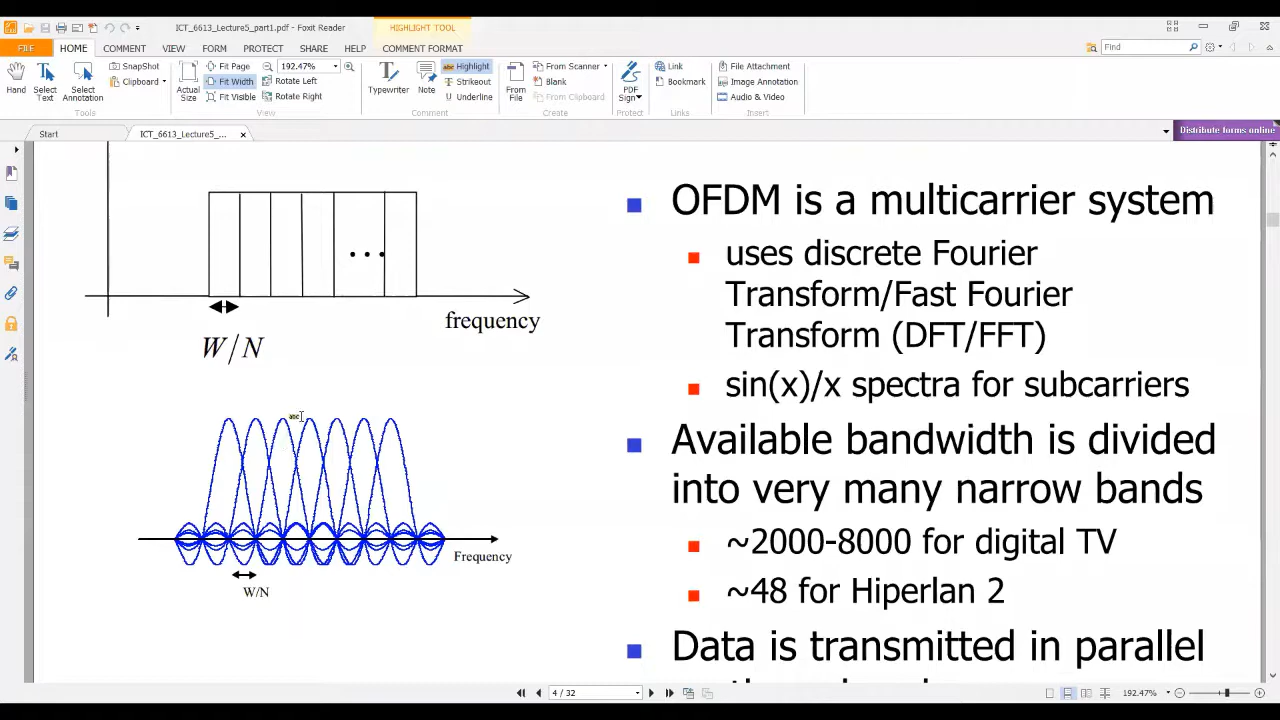 ICT_6613_Lecture5_part1.pdf - Foxit Reader
HIGHLIGHT TOOL
FILE HOME COMMENT VIEW FORM PROTECT SHARE HELP COMMENT FORMAT
Find
Hand
Select Text
Select Annotation
SnapShot
Clipboard
Tools
Actual Size
Fit Page
Fit Width
Fit Visible
192.47%
Rotate Left
Rotate Right
View
Typewriter
Note
Highlight
Strikeout
Underline
Comment
From File
From Scanner
Blank
From Clipboard
Create
PDF Sign
Protect
Link
Bookmark
Links
File Attachment
Image Annotation
Audio & Video
Insert
Start
ICT_6613_Lecture5_...
Distribute forms online
frequency
W/N
Frequency
W/N
OFDM is a multicarrier system
uses discrete Fourier
Transform/Fast Fourier
Transform (DFT/FFT)
sin(x)/x spectra for subcarriers
Available bandwidth is divided
into very many narrow bands
~2000-8000 for digital TV
~48 for Hiperlan 2
Data is transmitted in parallel
4 / 32
192.47%